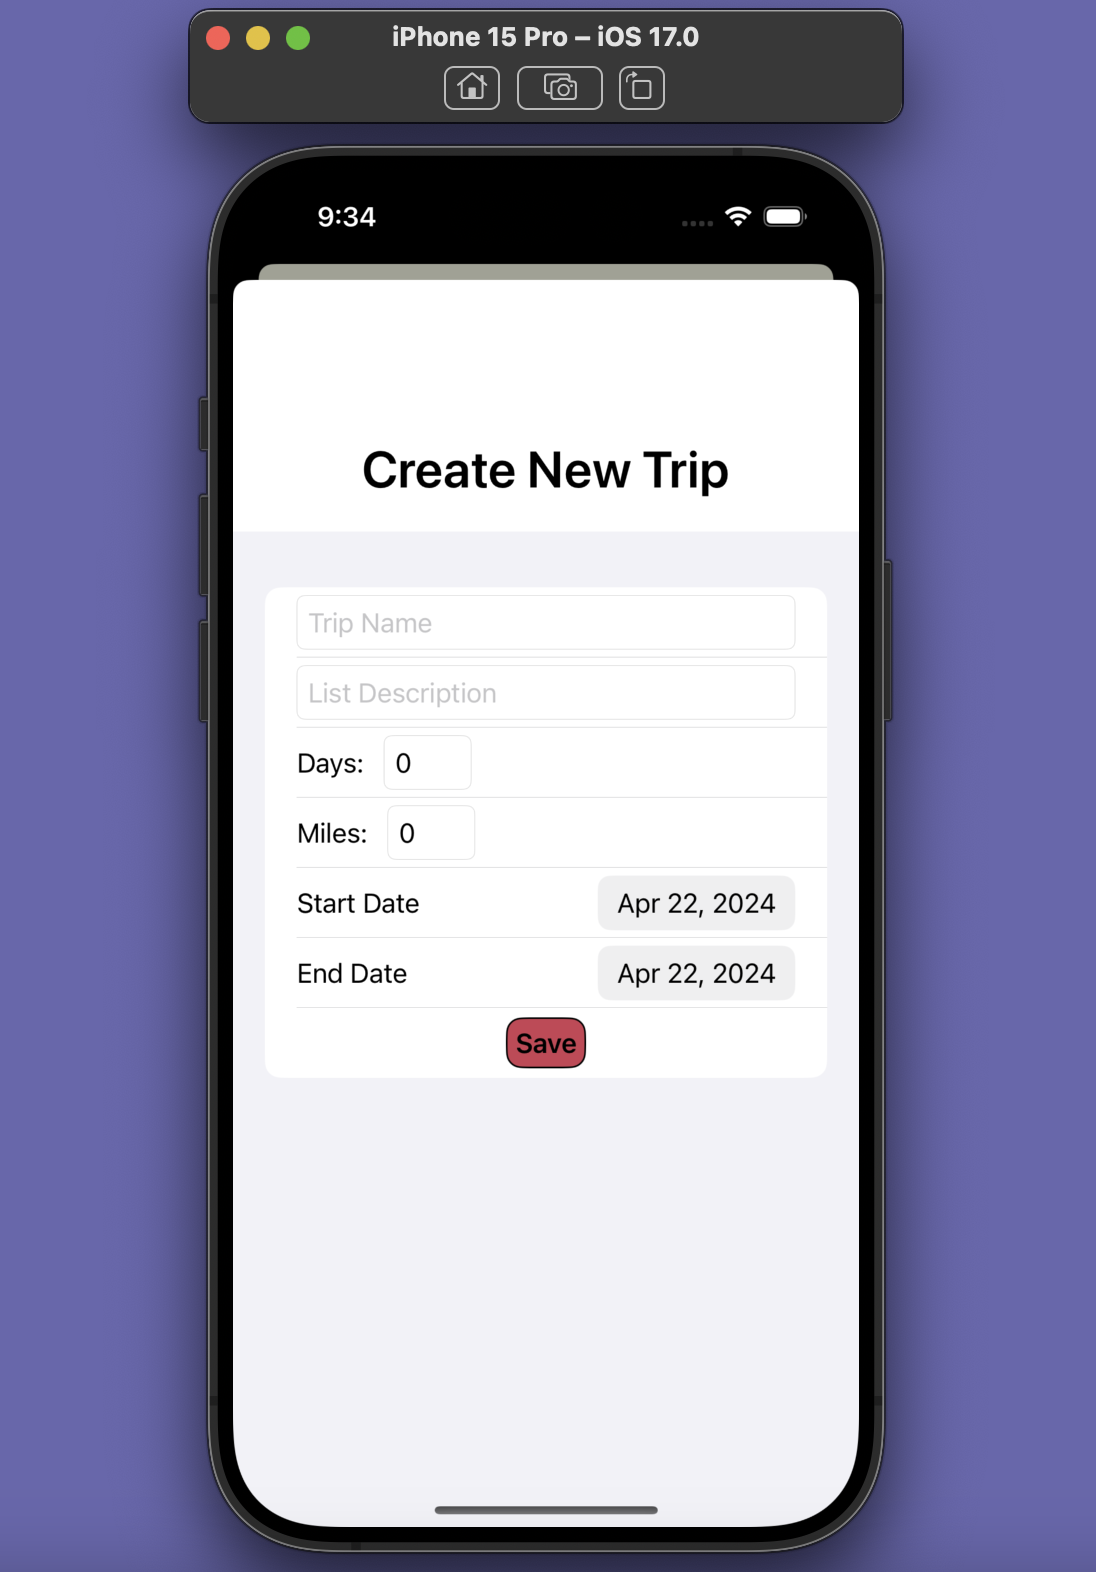 iPhone 15 Pro – iOS 17.0
9:34
Create New Trip
Trip Name
List Description
Days: 0
Miles: 0
Start Date Apr 22, 2024
End Date Apr 22, 2024
Save